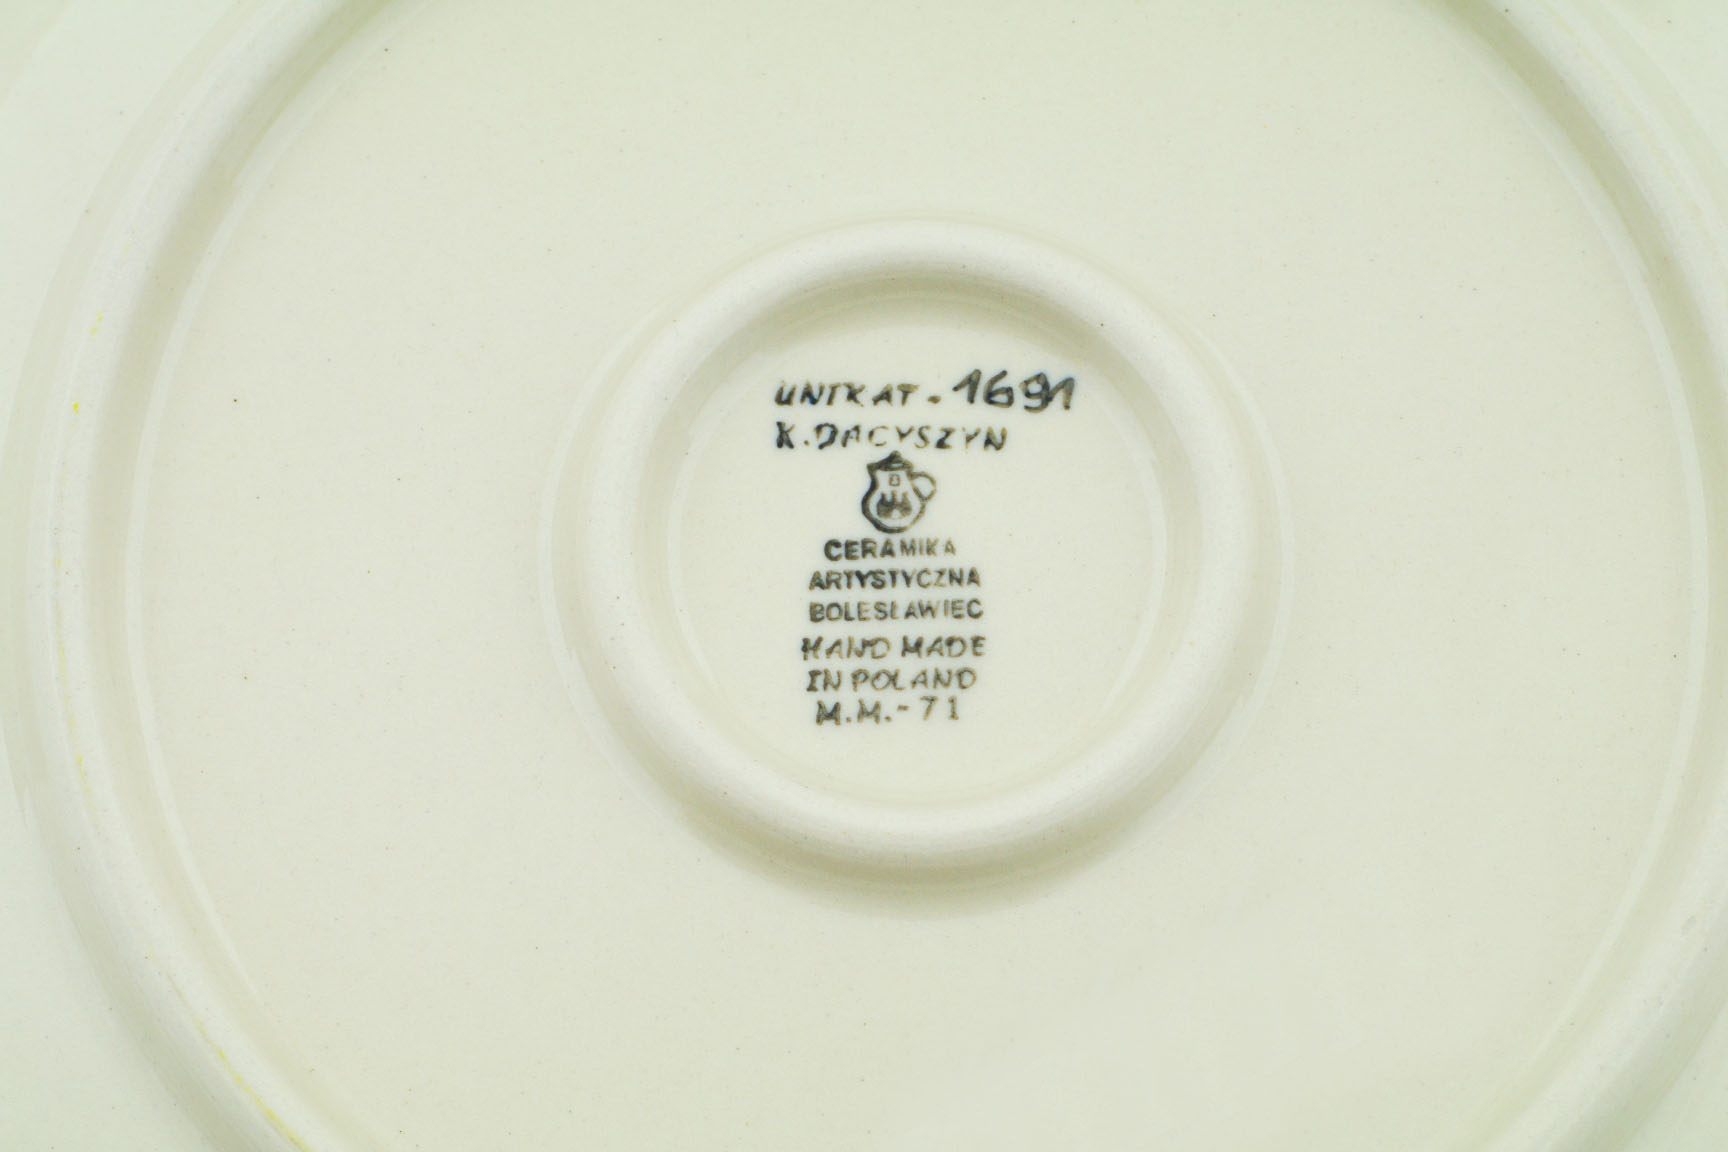 UNIKAT - 1691
K. DACYSZYN
CERAMIKA
ARTYSTYCZNA
BOLESŁAWIEC
HAND MADE
IN POLAND
M.M.-71